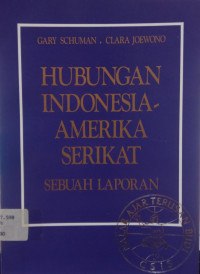 GARY SCHUMAN , CLARA JOEWONO
HUBUNGAN
INDONESIA-
AMERIKA
SERIKAT
SEBUAH LAPORAN